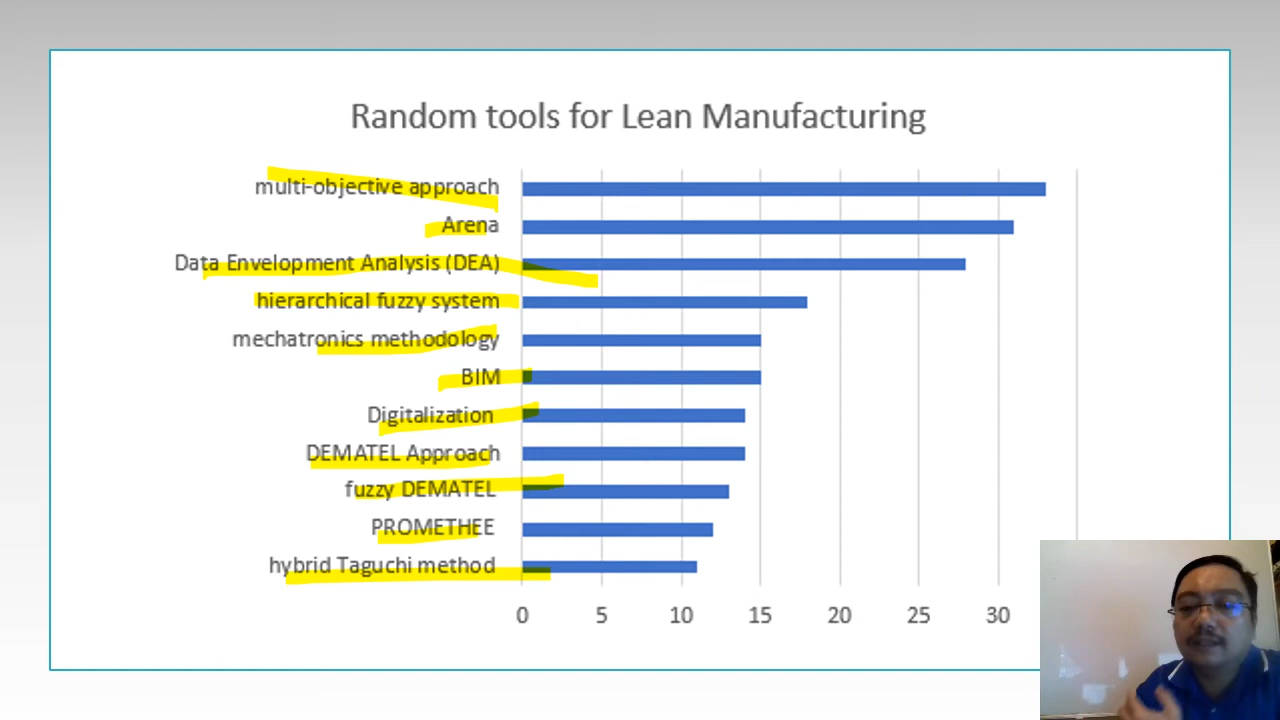 Random tools for Lean Manufacturing
multi-objective approach
Arena
Data Envelopment Analysis (DEA)
hierarchical fuzzy system
mechatronics methodology
BIM
Digitalization
DEMATEL Approach
fuzzy DEMATEL
PROMETHEE
hybrid Taguchi method
0 5 10 15 20 25 30